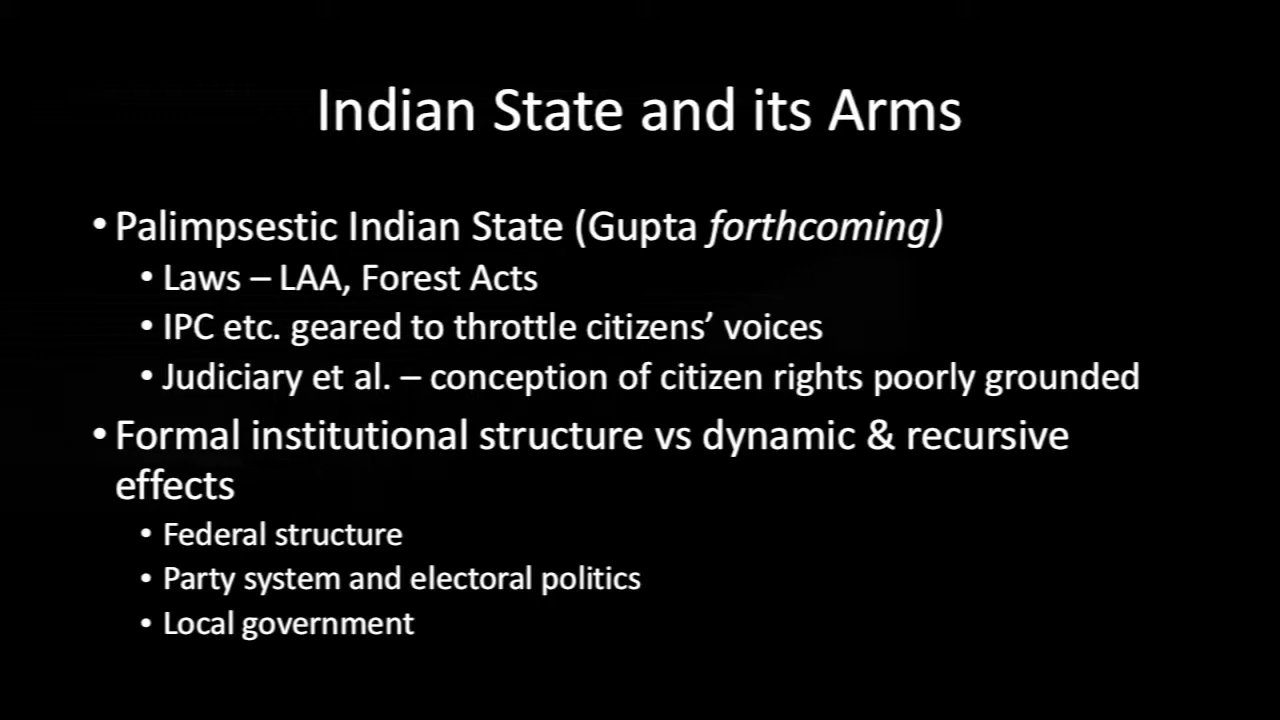 Indian State and its Arms
• Palimpsestic Indian State (Gupta forthcoming)
• Laws – LAA, Forest Acts
• IPC etc. geared to throttle citizens’ voices
• Judiciary et al. – conception of citizen rights poorly grounded
• Formal institutional structure vs dynamic & recursive
effects
• Federal structure
• Party system and electoral politics
• Local government